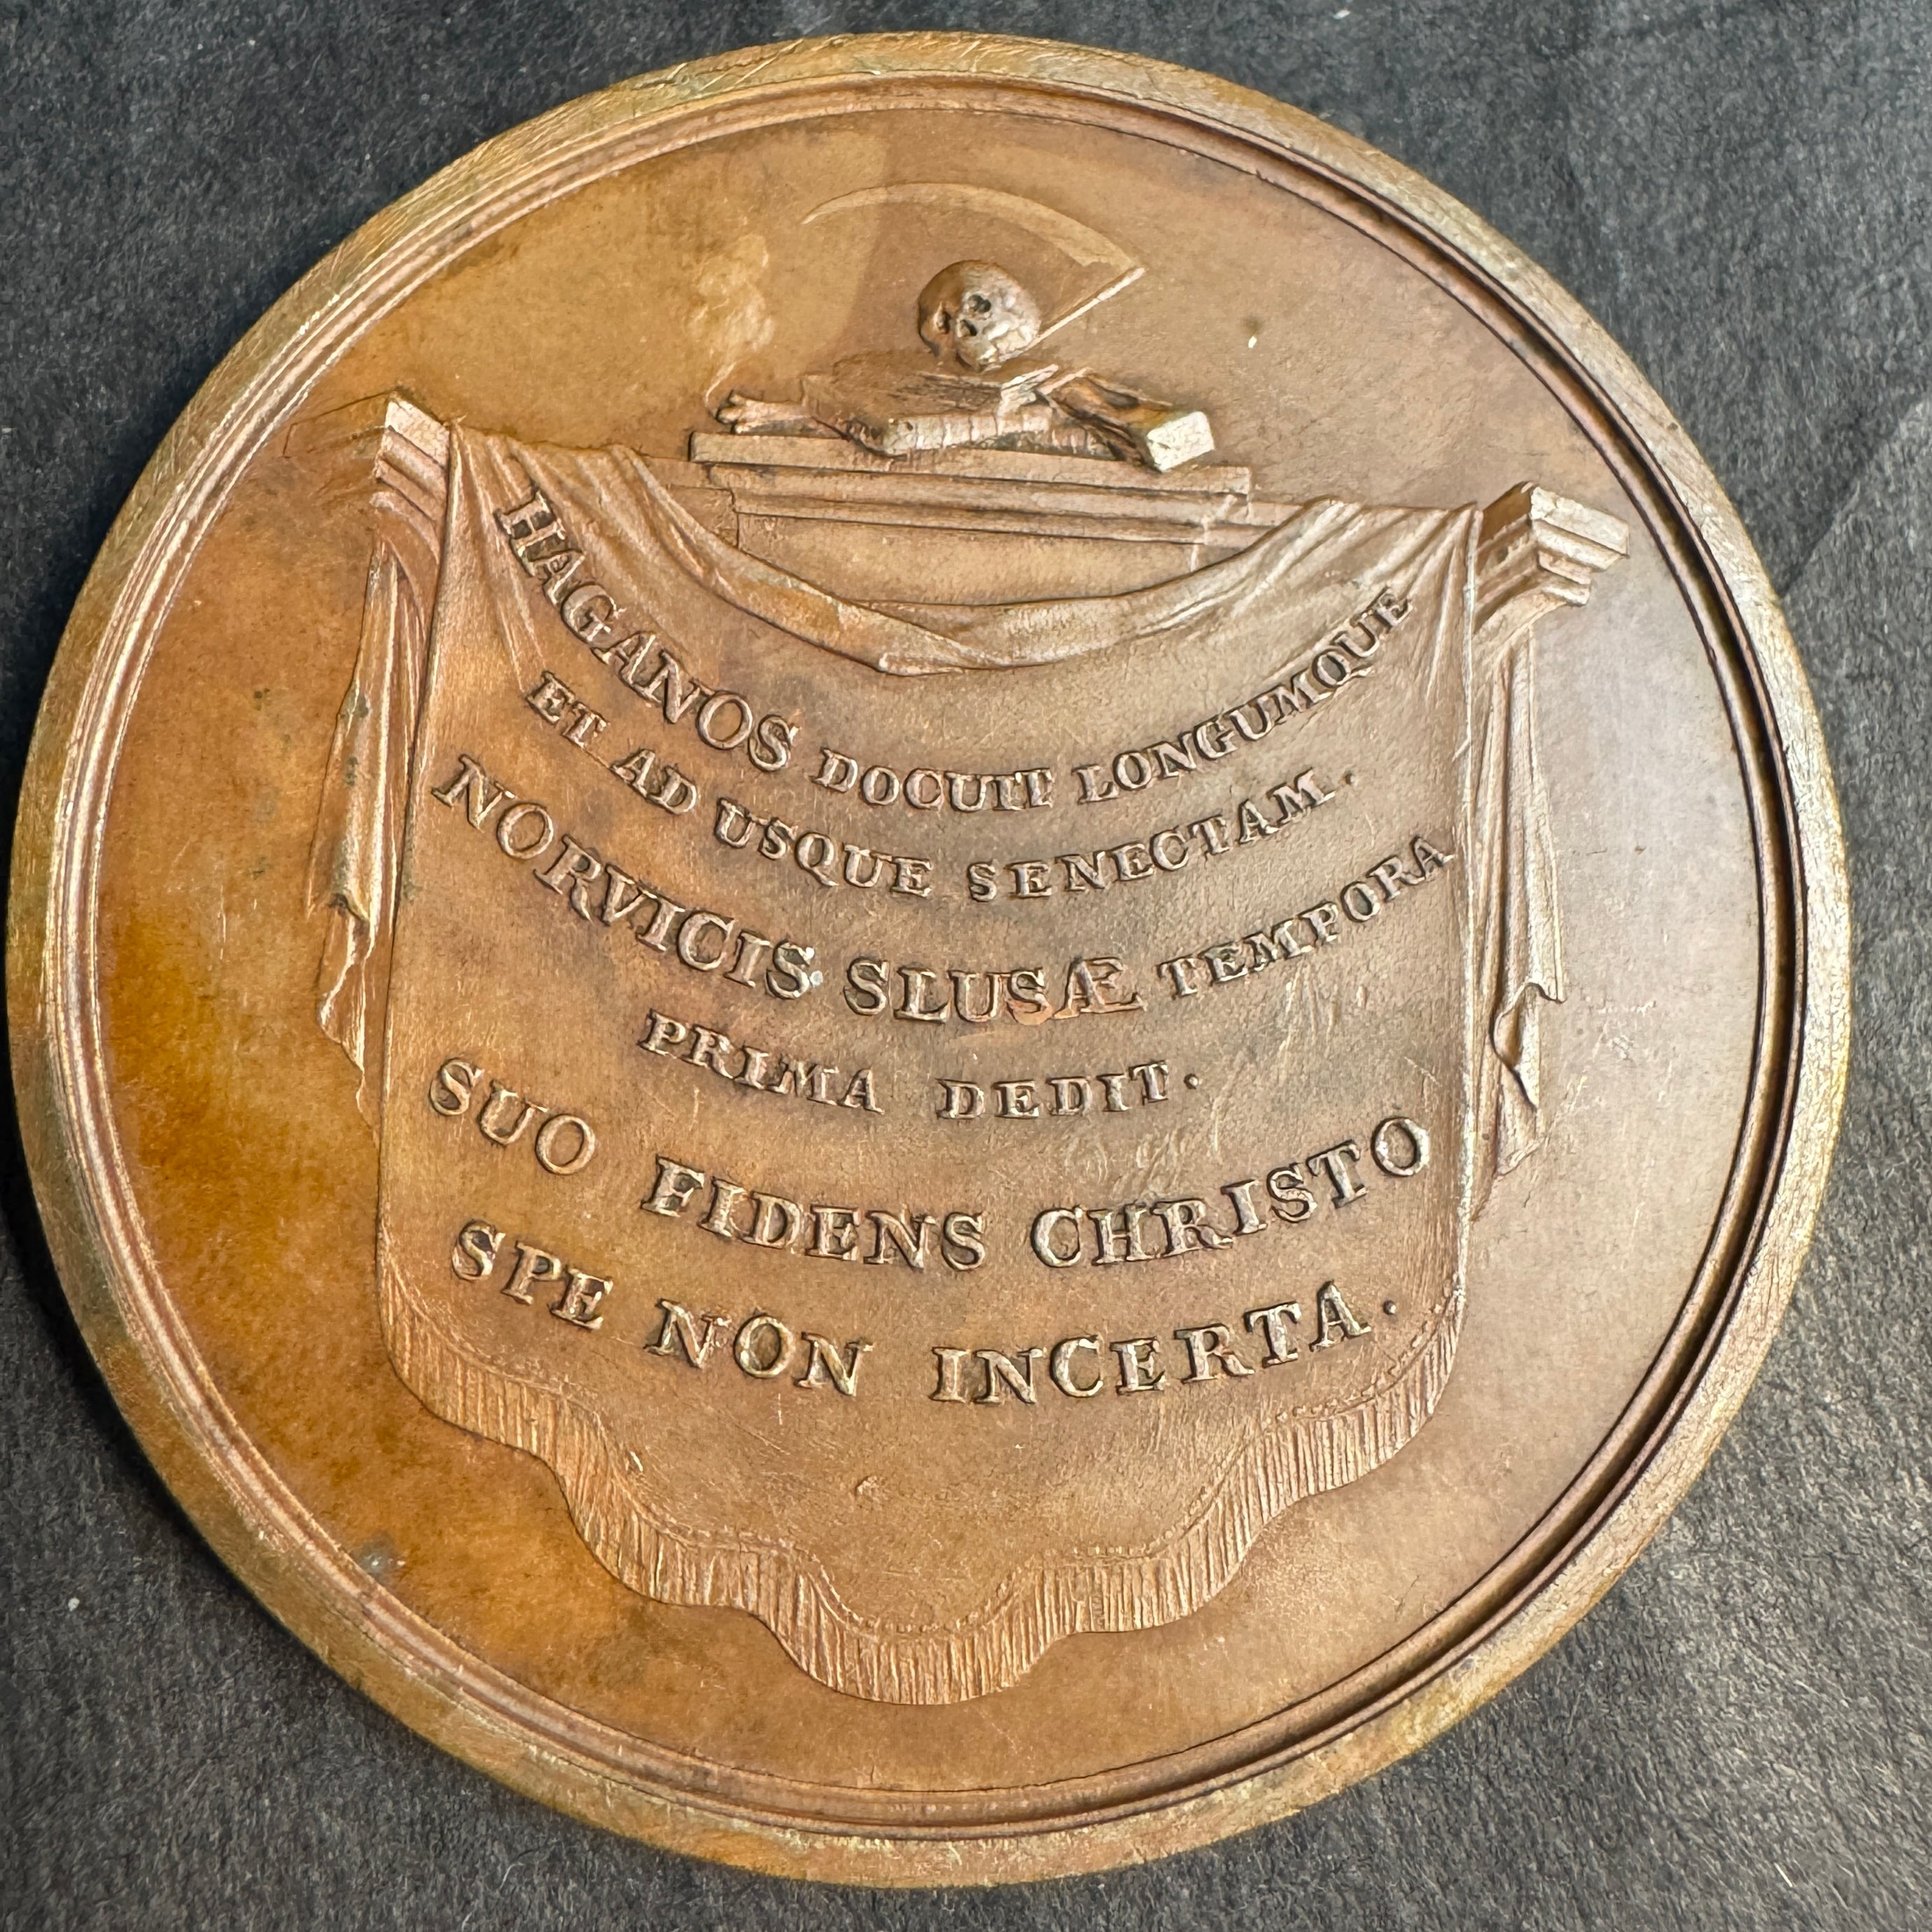 HAGANOS DOCUIT LONGUMQUE
ET AD USQUE SENECTAM.
NORVICIS SLUSÆ TEMPORA
PRIMA DEDIT.
SUO FIDENS CHRISTO
SPE NON INCERTA.